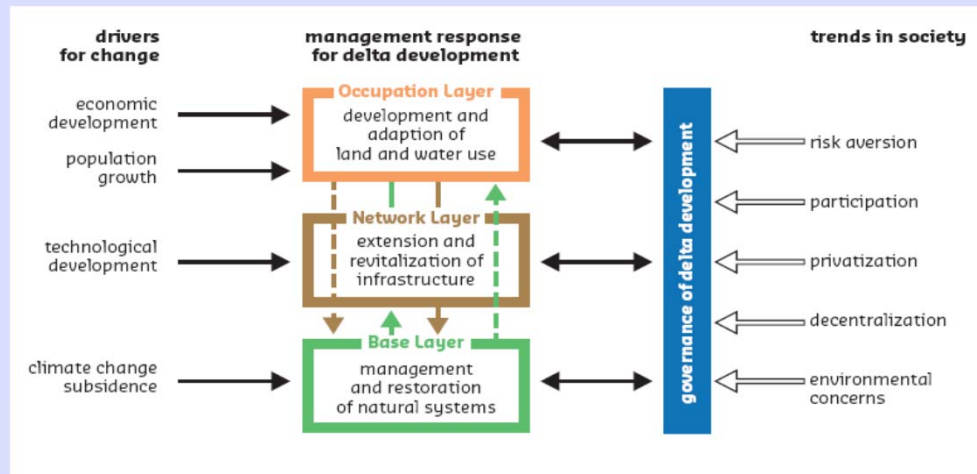 drivers
for change
management response
for delta development
trends in society
economic
development
population
growth
technological
development
climate change
subsidence
Occupation Layer
development and
adaption of
land and water use
Network Layer
extension and
revitalization of
infrastructure
Base Layer
management
and restoration
of natural systems
governance of delta development
risk aversion
participation
privatization
decentralization
environmental
concerns